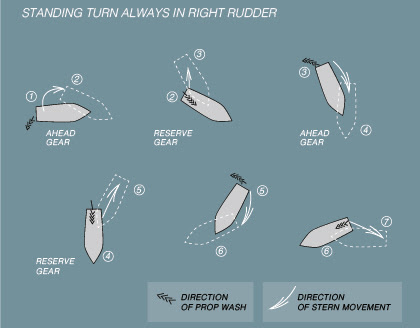 STANDING TURN ALWAYS IN RIGHT RUDDER
1
2
AHEAD
GEAR
2
3
RESERVE
GEAR
3
4
AHEAD
GEAR
5
4
RESERVE
GEAR
5
6
7
6
DIRECTION
OF PROP WASH
DIRECTION
OF STERN MOVEMENT